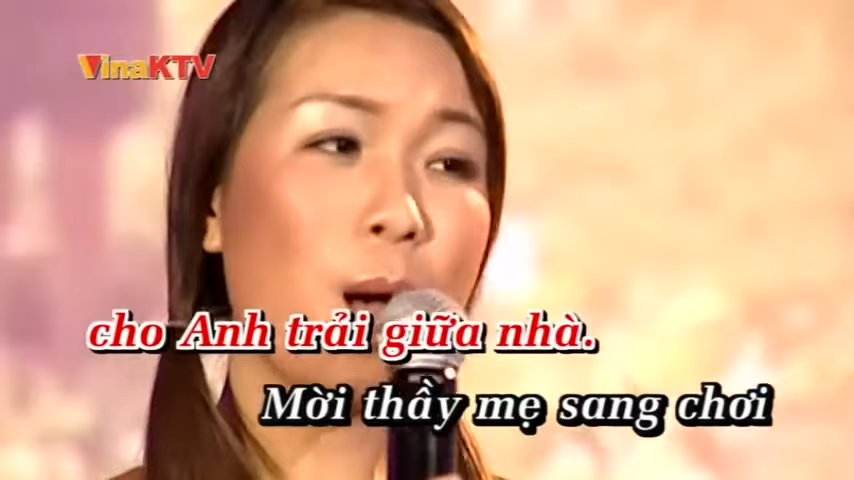 VinaKTV
cho Anh trải giữa nhà.
Mời thầy mẹ sang chơi